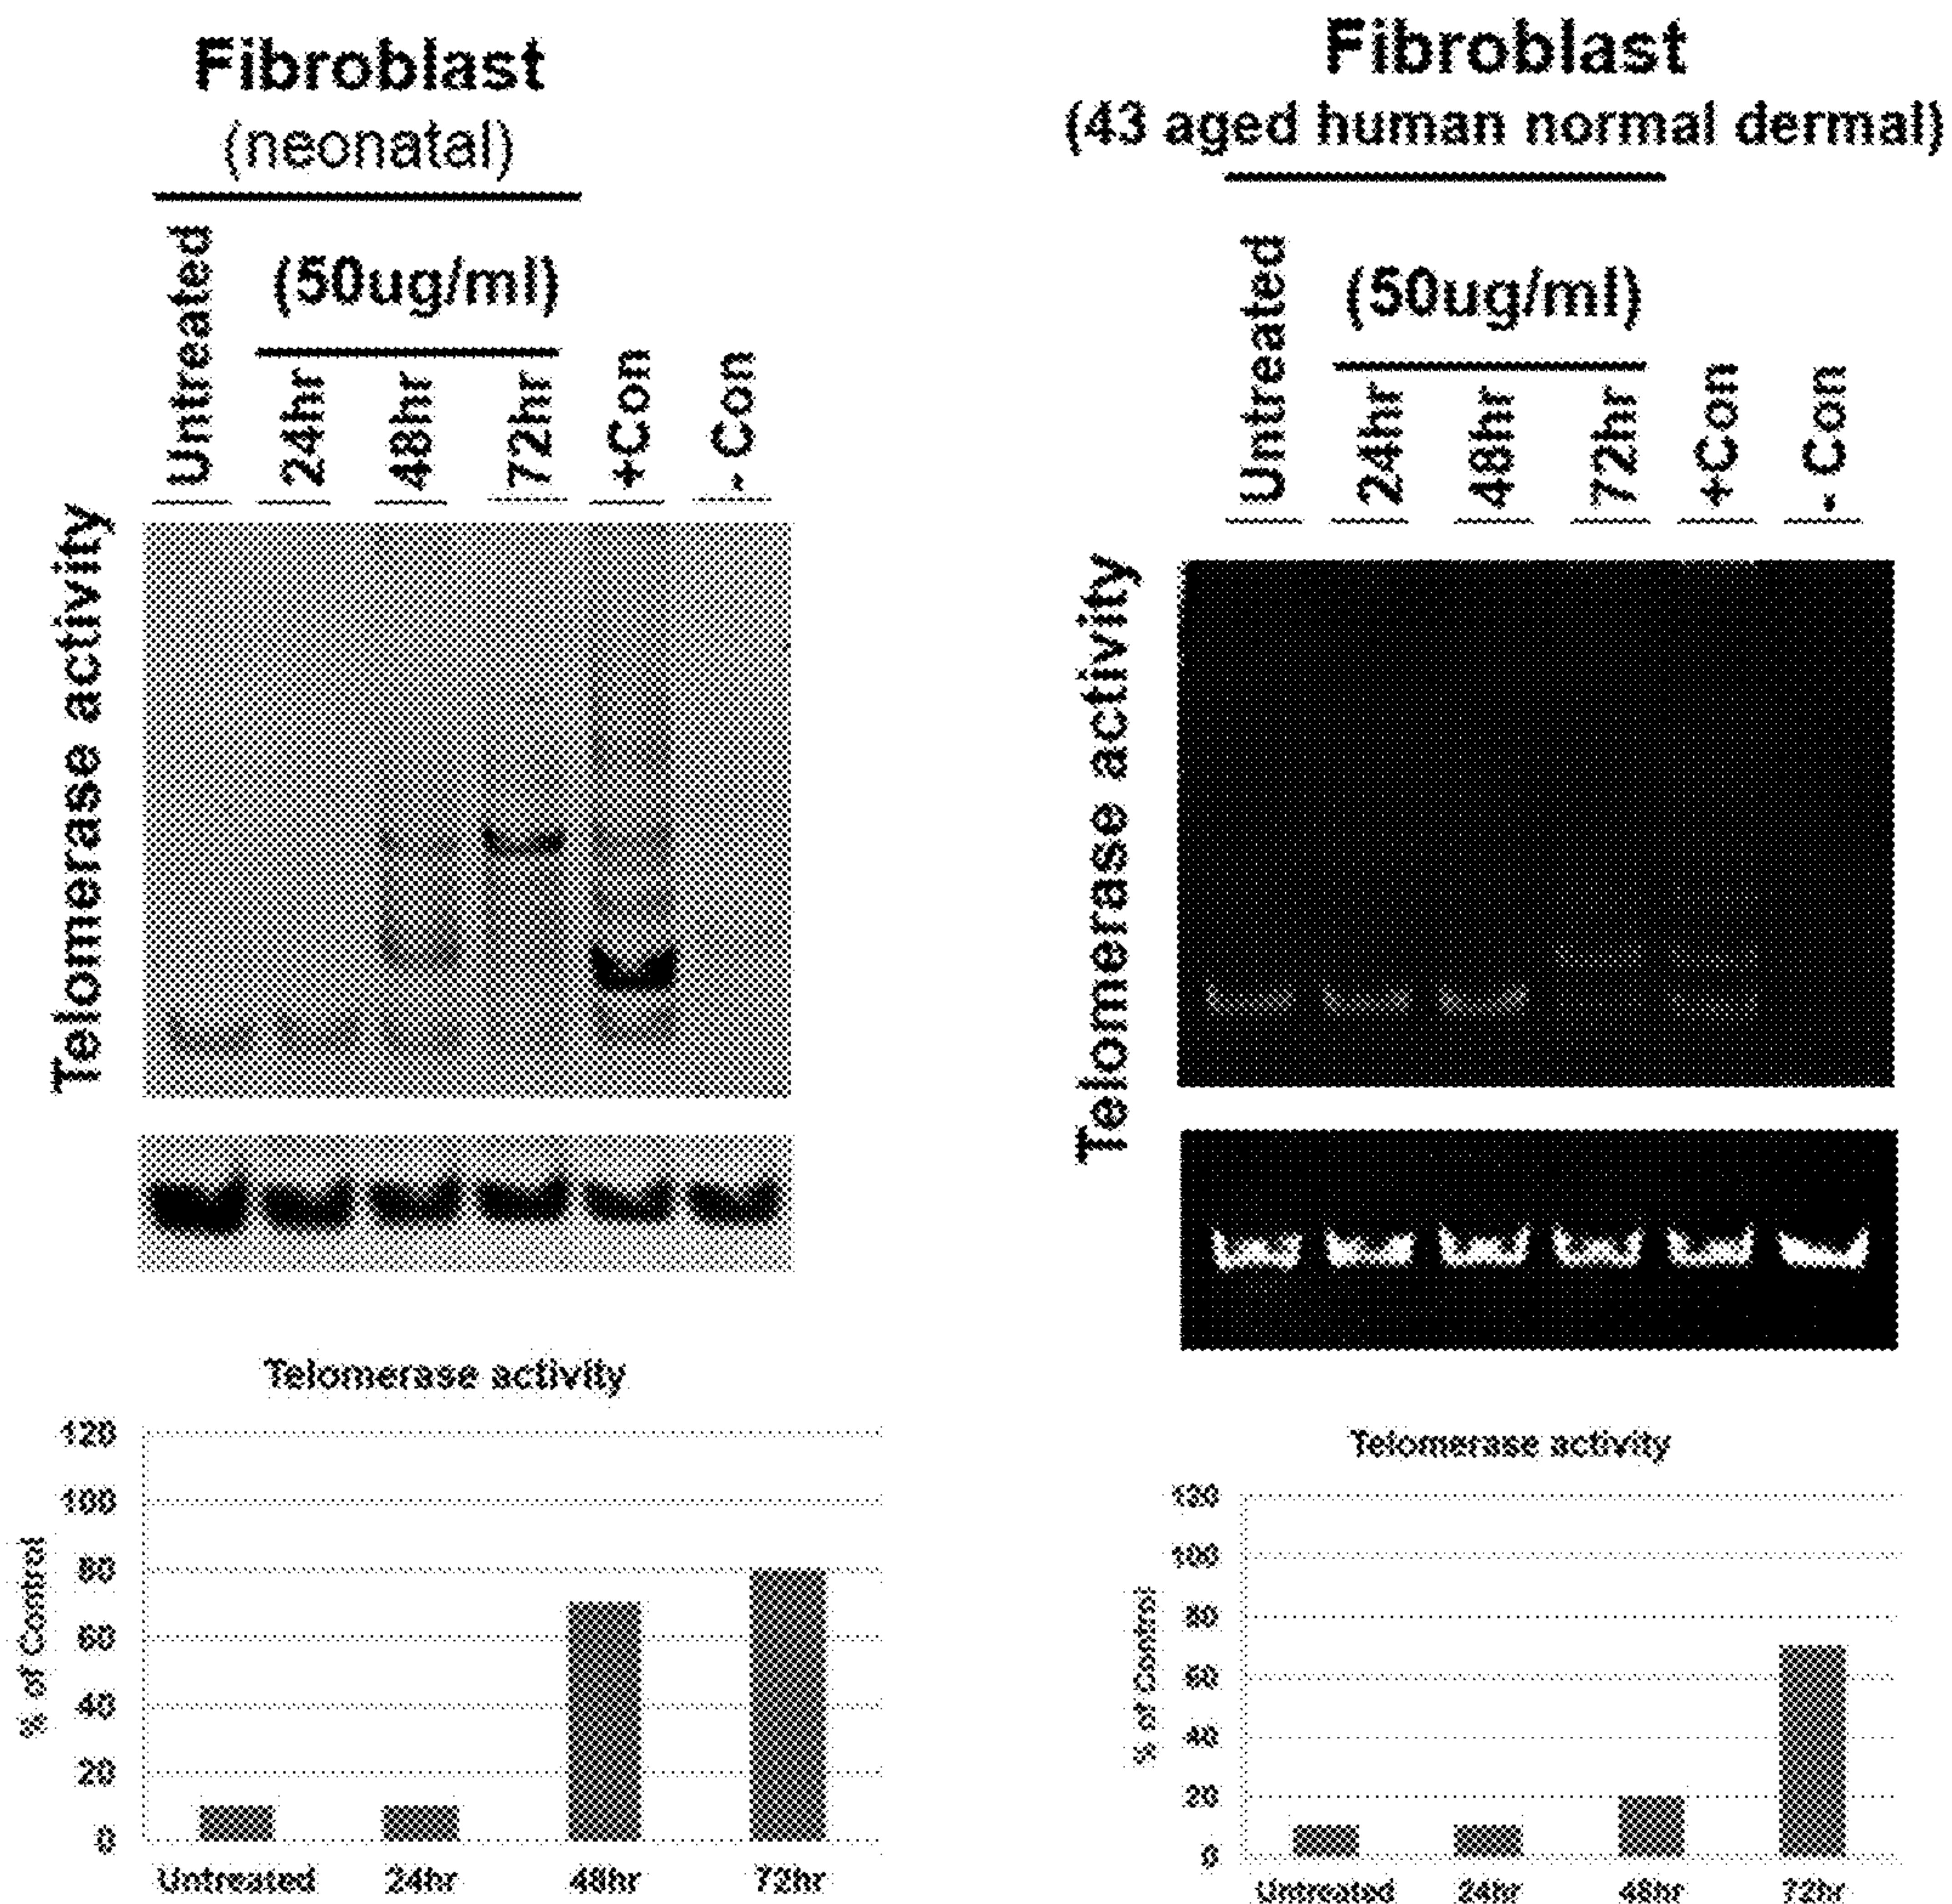 Fibroblast
(neonatal)
Untreated
(50ug/ml)
24hr
48hr
72hr
+Con
- Con
Telomerase activity
Telomerase activity
120
100
80
60
40
20
0
% of Control
Untreated
24hr
48hr
72hr
Fibroblast
(43 aged human normal dermal)
Untreated
(50ug/ml)
24hr
48hr
72hr
+Con
- Con
Telomerase activity
Telomerase activity
100
80
60
40
20
0
% of Control
Untreated
24hr
48hr
72hr